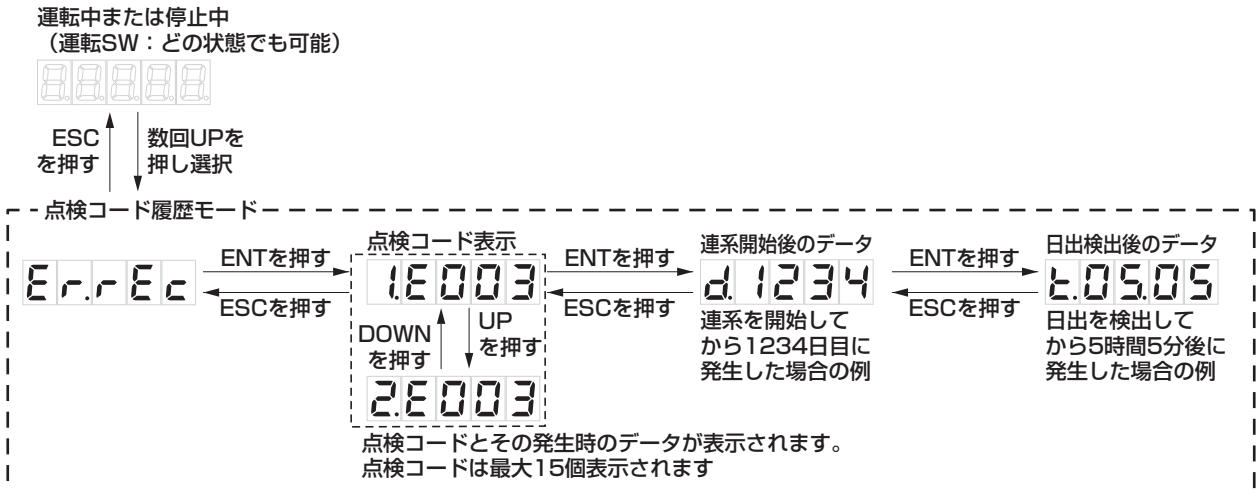 運転中または停止中
（運転SW：どの状態でも可能）
8.8.8.8.8.
ESC
を押す
数回UPを
押し選択
点検コード履歴モード
Er.rEc
ENTを押す
ESCを押す
点検コード表示
1.E003
DOWN
を押す
UP
を押す
2.E003
ENTを押す
ESCを押す
連系開始後のデータ
d.1234
連系を開始して
から1234日目に
発生した場合の例
ENTを押す
ESCを押す
日出検出後のデータ
t.05.05
日出を検出して
から5時間5分後に
発生した場合の例
点検コードとその発生時のデータが表示されます。
点検コードは最大15個表示されます